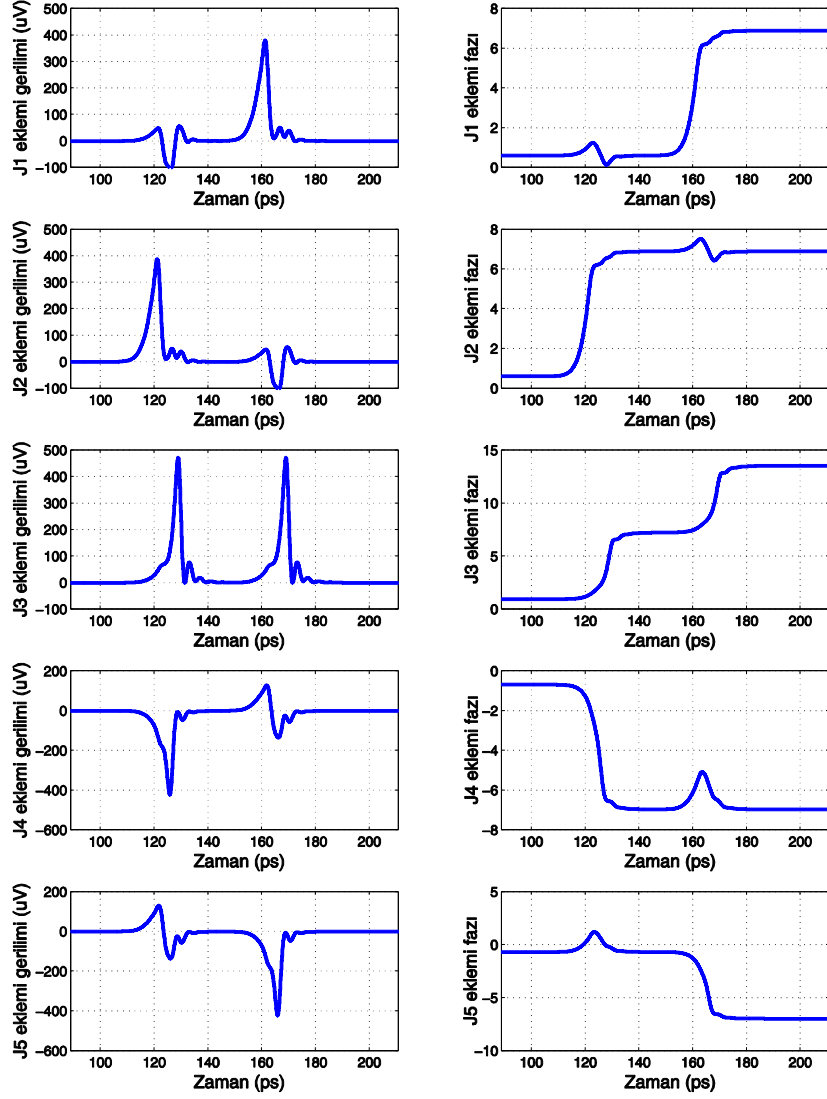 J1 eklemi gerilimi (uV)
500
400
300
200
100
0
−100
100 120 140 160 180 200
Zaman (ps)
J1 eklemi fazı
8
6
4
2
0
100 120 140 160 180 200
Zaman (ps)
J2 eklemi gerilimi (uV)
500
400
300
200
100
0
−100
100 120 140 160 180 200
Zaman (ps)
J2 eklemi fazı
8
6
4
2
0
100 120 140 160 180 200
Zaman (ps)
J3 eklemi gerilimi (uV)
500
400
300
200
100
0
−100
100 120 140 160 180 200
Zaman (ps)
J3 eklemi fazı
15
10
5
0
100 120 140 160 180 200
Zaman (ps)
J4 eklemi gerilimi (uV)
200
0
−200
−400
−600
100 120 140 160 180 200
Zaman (ps)
J4 eklemi fazı
−0
−2
−4
−6
−8
100 120 140 160 180 200
Zaman (ps)
J5 eklemi gerilimi (uV)
200
0
−200
−400
−600
100 120 140 160 180 200
Zaman (ps)
J5 eklemi fazı
5
0
−5
−10
100 120 140 160 180 200
Zaman (ps)